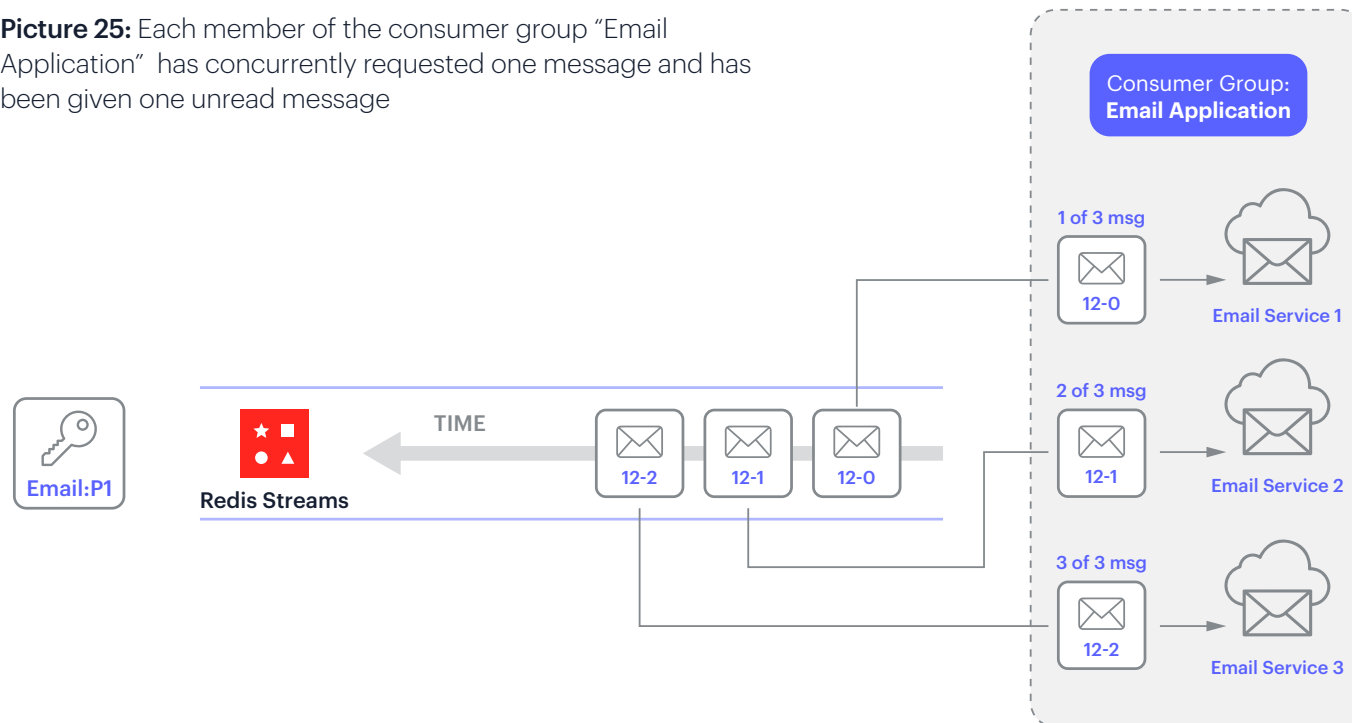 Picture 25: Each member of the consumer group “Email
Application”  has concurrently requested one message and has
been given one unread message
Consumer Group:
Email Application
1 of 3 msg
12-0
Email Service 1
Email:P1
Redis Streams
TIME
12-2
12-1
12-0
2 of 3 msg
12-1
Email Service 2
3 of 3 msg
12-2
Email Service 3